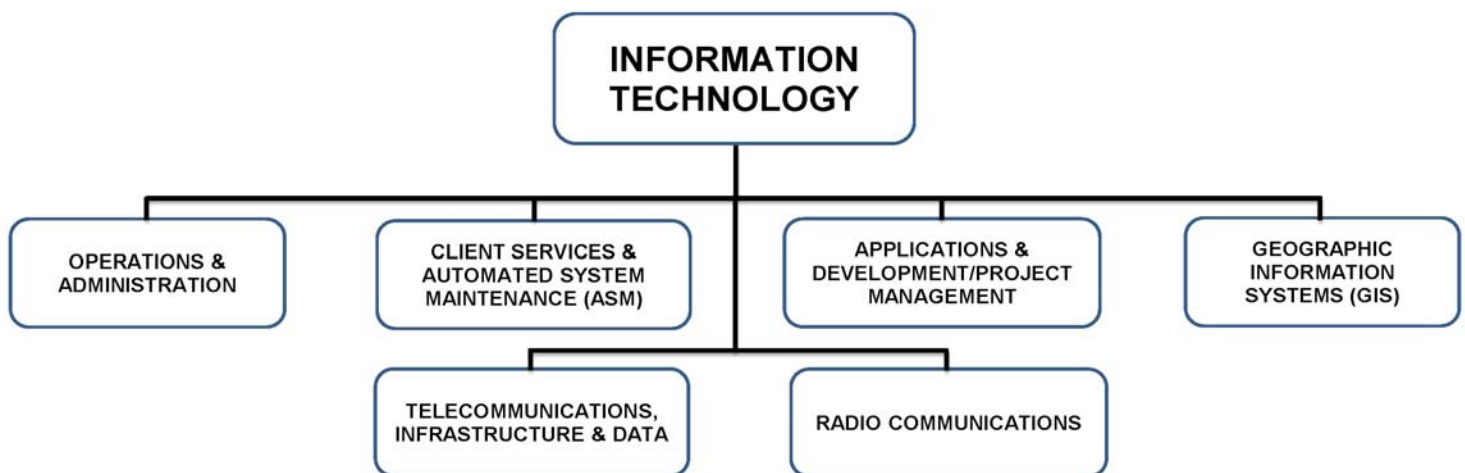 INFORMATION
TECHNOLOGY
OPERATIONS &
ADMINISTRATION
CLIENT SERVICES &
AUTOMATED SYSTEM
MAINTENANCE (ASM)
APPLICATIONS &
DEVELOPMENT/PROJECT
MANAGEMENT
GEOGRAPHIC
INFORMATION
SYSTEMS (GIS)
TELECOMMUNICATIONS,
INFRASTRUCTURE & DATA
RADIO COMMUNICATIONS